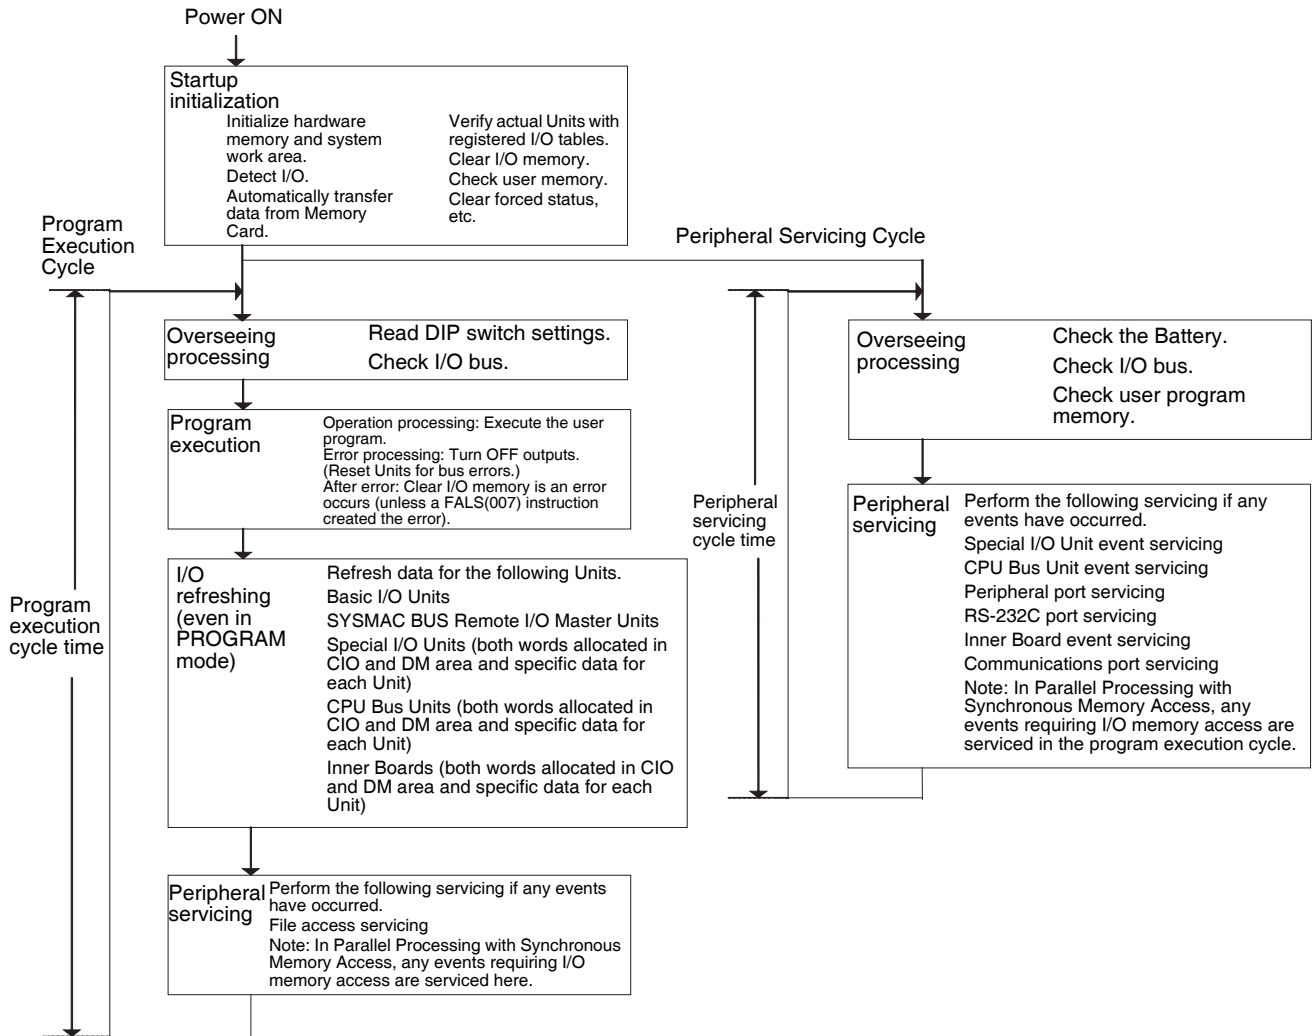 Power ON
Startup
initialization
Initialize hardware
memory and system
work area.
Detect I/O.
Automatically transfer
data from Memory
Card.
Verify actual Units with
registered I/O tables.
Clear I/O memory.
Check user memory.
Clear forced status,
etc.
Program
Execution
Cycle
Program
execution
cycle time
Overseeing
processing
Read DIP switch settings.
Check I/O bus.
Program
execution
Operation processing: Execute the user
program.
Error processing: Turn OFF outputs.
(Reset Units for bus errors.)
After error: Clear I/O memory is an error
occurs (unless a FALS(007) instruction
created the error).
I/O
refreshing
(even in
PROGRAM
mode)
Refresh data for the following Units.
Basic I/O Units
SYSMAC BUS Remote I/O Master Units
Special I/O Units (both words allocated in
CIO and DM area and specific data for
each Unit)
CPU Bus Units (both words allocated in
CIO and DM area and specific data for
each Unit)
Inner Boards (both words allocated in CIO
and DM area and specific data for each
Unit)
Peripheral
servicing
Perform the following servicing if any events
have occurred.
File access servicing
Note: In Parallel Processing with Synchronous
Memory Access, any events requiring I/O
memory access are serviced here.
Peripheral Servicing Cycle
Peripheral
servicing
cycle time
Overseeing
processing
Check the Battery.
Check I/O bus.
Check user program
memory.
Peripheral
servicing
Perform the following servicing if any
events have occurred.
Special I/O Unit event servicing
CPU Bus Unit event servicing
Peripheral port servicing
RS-232C port servicing
Inner Board event servicing
Communications port servicing
Note: In Parallel Processing with
Synchronous Memory Access, any
events requiring I/O memory access are
serviced in the program execution cycle.